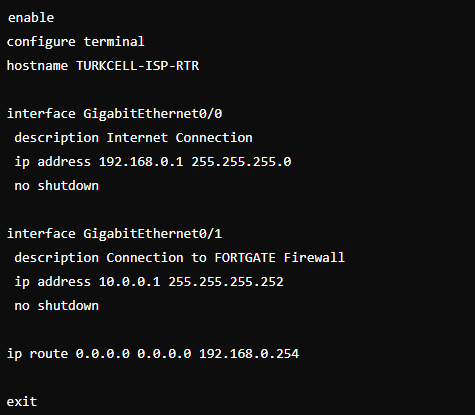 enable
configure terminal
hostname TURKCELL-ISP-RTR
interface GigabitEthernet0/0
description Internet Connection
ip address 192.168.0.1 255.255.255.0
no shutdown
interface GigabitEthernet0/1
description Connection to FORTGATE Firewall
ip address 10.0.0.1 255.255.255.252
no shutdown
ip route 0.0.0.0 0.0.0.0 192.168.0.254
exit